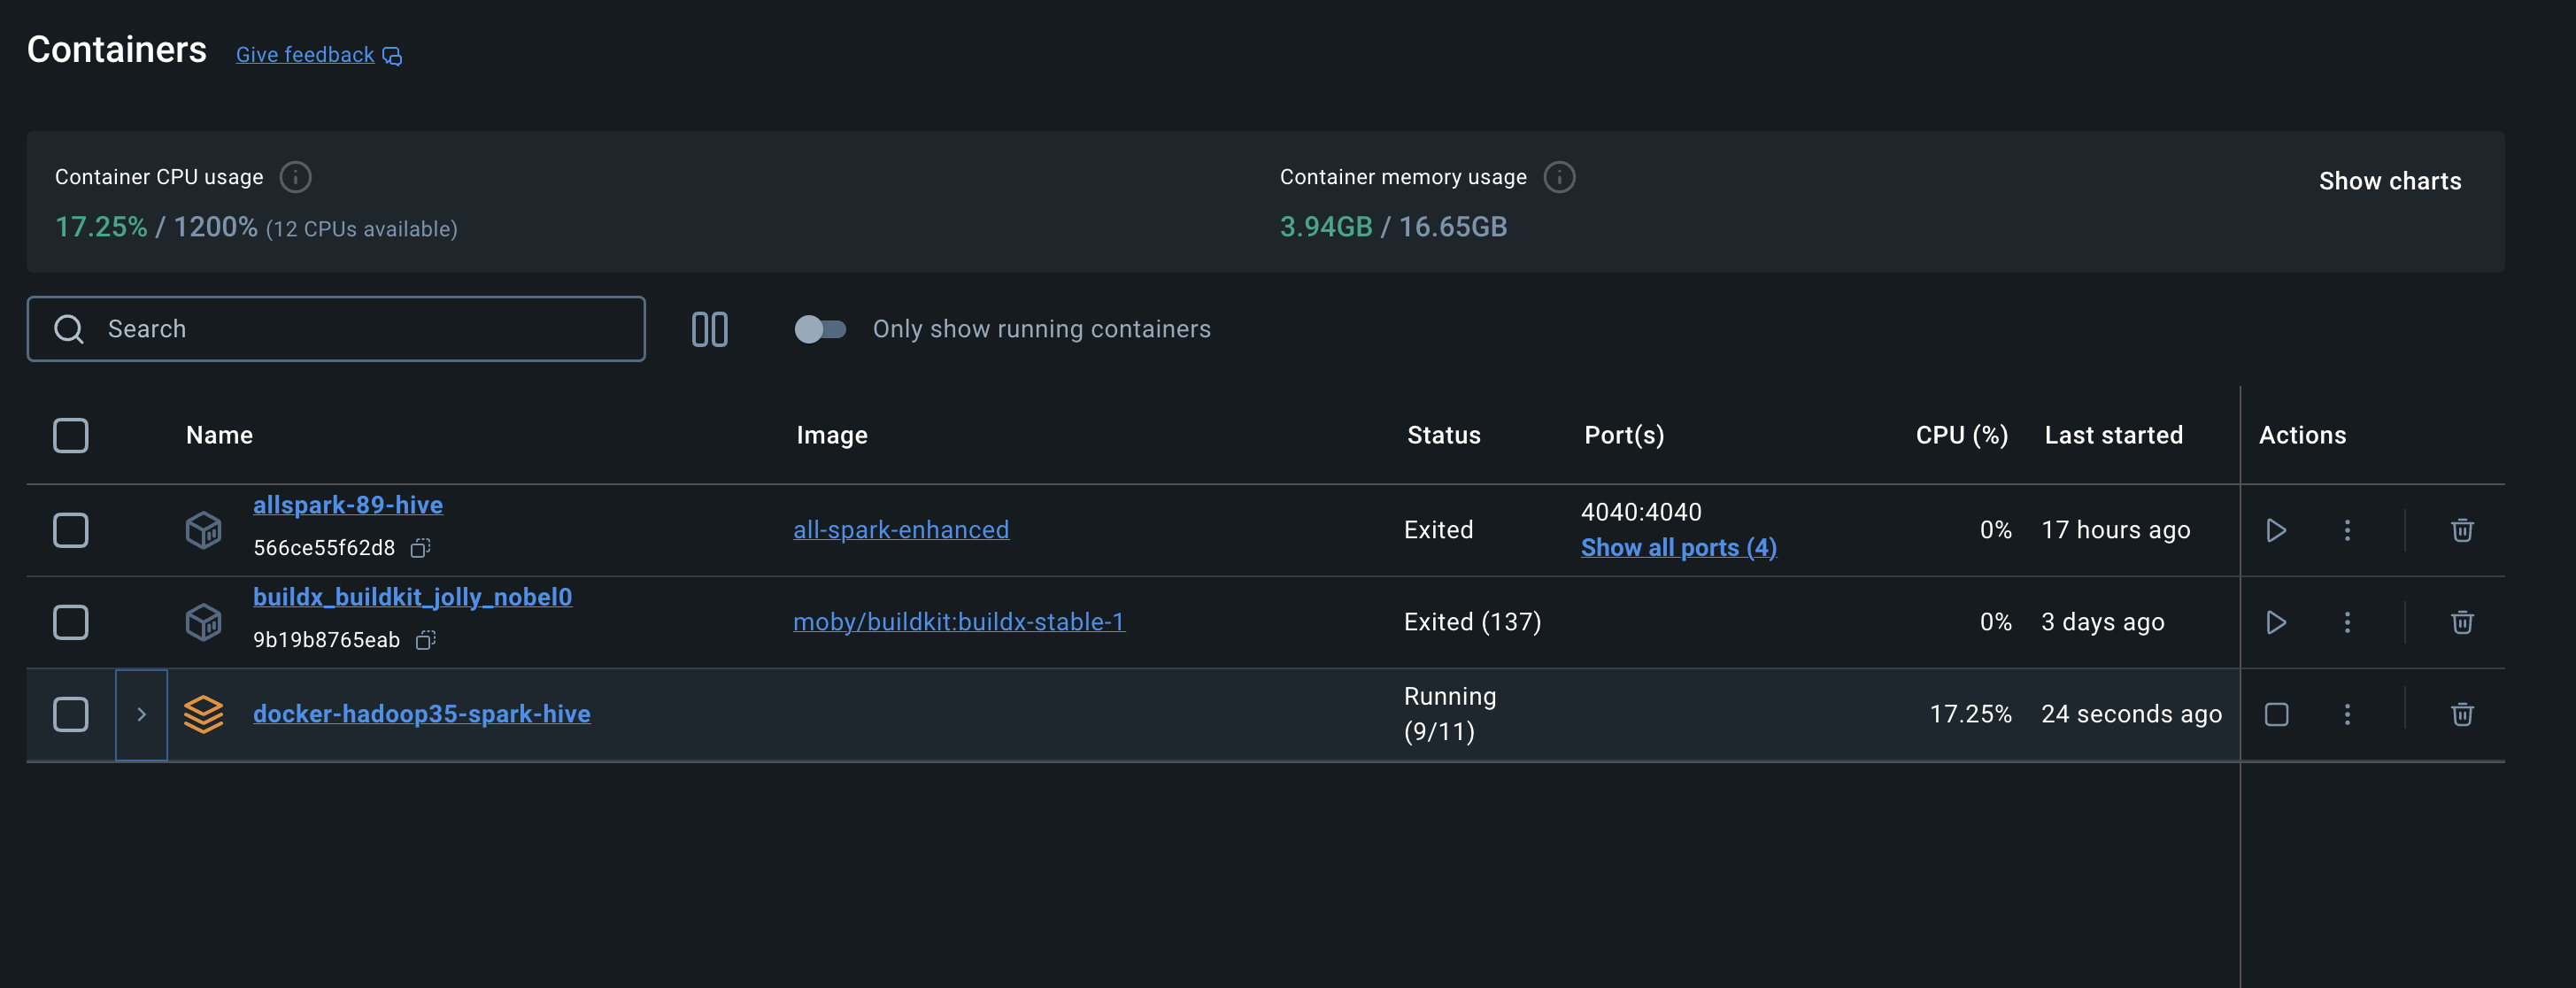 Containers Give feedback
Container CPU usage
17.25% / 1200% (12 CPUs available)
Container memory usage
3.94GB / 16.65GB
Show charts
Search
Only show running containers
Name Image Status Port(s) CPU (%) Last started Actions
allspark-89-hive
566ce55f62d8
all-spark-enhanced
Exited
4040:4040
Show all ports (4)
0%
17 hours ago
buildx_buildkit_jolly_nobel0
9b19b8765eab
moby/buildkit:buildx-stable-1
Exited (137)
0%
3 days ago
docker-hadoop35-spark-hive
Running
(9/11)
17.25%
24 seconds ago